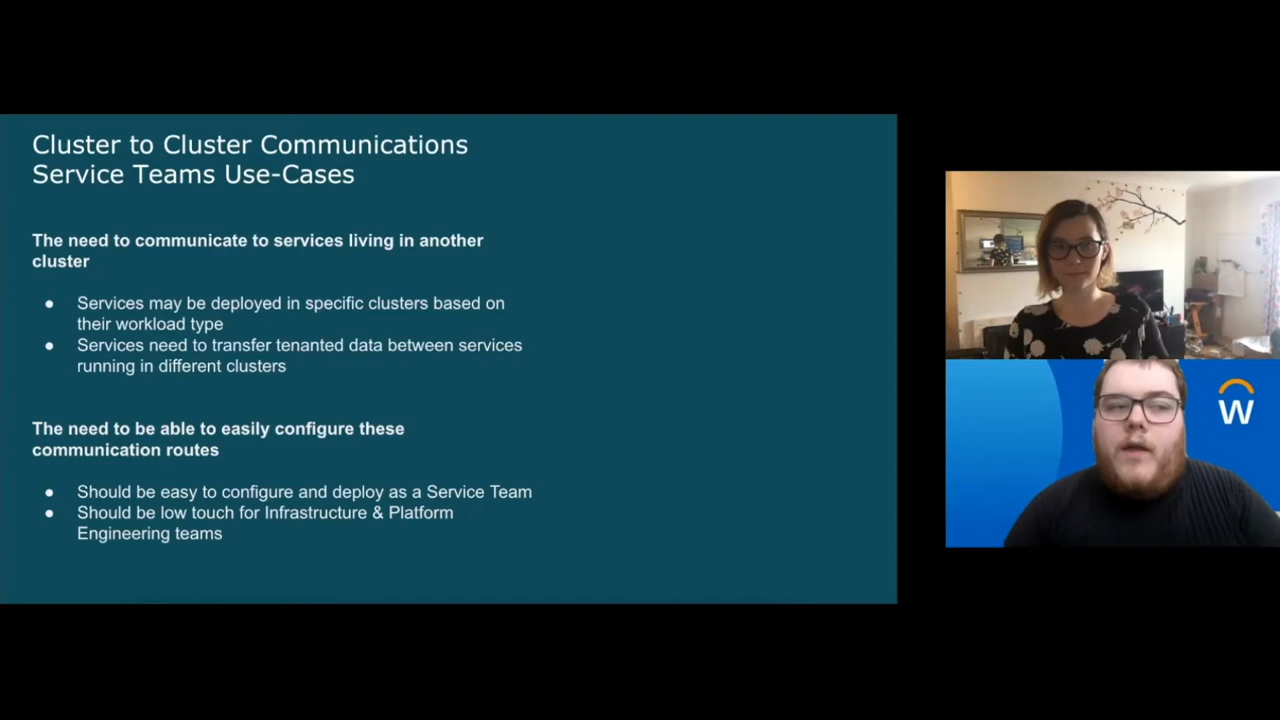 Cluster to Cluster Communications
Service Teams Use-Cases
The need to communicate to services living in another
cluster
● Services may be deployed in specific clusters based on
their workload type
● Services need to transfer tenanted data between services
running in different clusters
The need to be able to easily configure these
communication routes
● Should be easy to configure and deploy as a Service Team
● Should be low touch for Infrastructure & Platform
Engineering teams
W